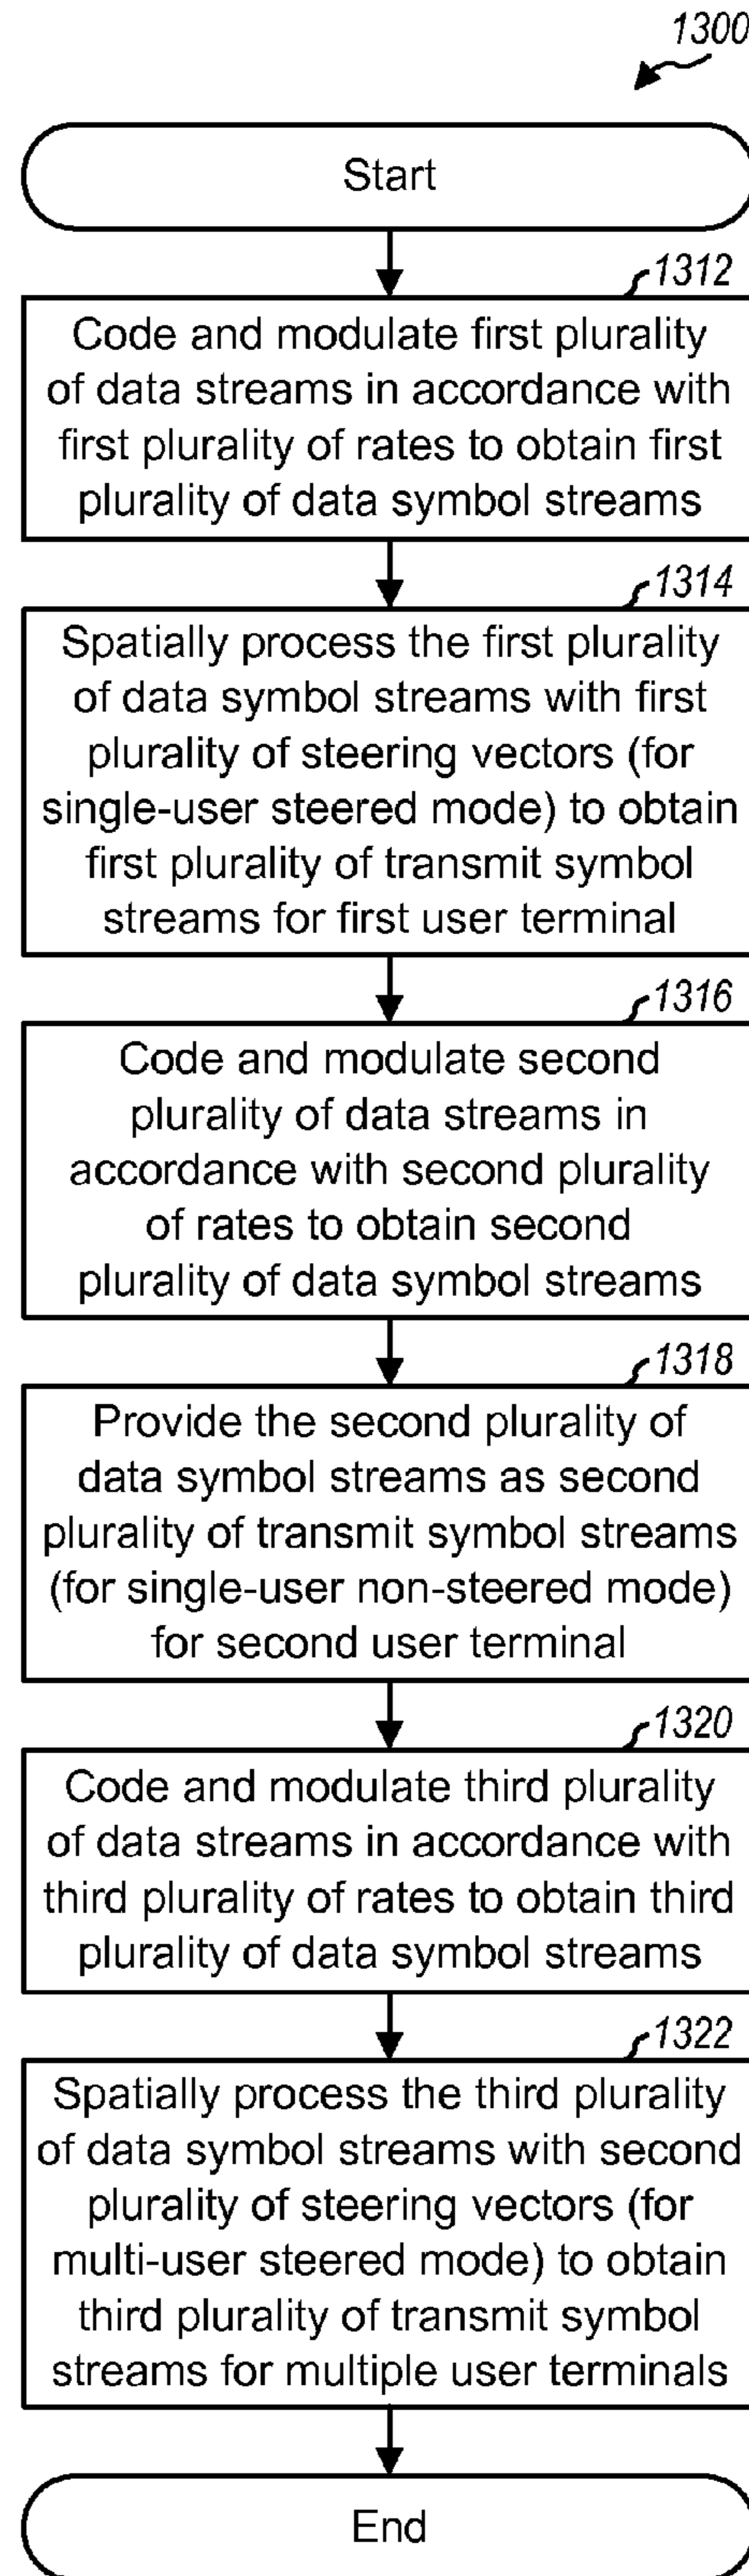 1300
Start
1312
Code and modulate first plurality
of data streams in accordance with
first plurality of rates to obtain first
plurality of data symbol streams
1314
Spatially process the first plurality
of data symbol streams with first
plurality of steering vectors (for
single-user steered mode) to obtain
first plurality of transmit symbol
streams for first user terminal
1316
Code and modulate second
plurality of data streams in
accordance with second plurality
of rates to obtain second
plurality of data symbol streams
1318
Provide the second plurality of
data symbol streams as second
plurality of transmit symbol streams
(for single-user non-steered mode)
for second user terminal
1320
Code and modulate third plurality
of data streams in accordance with
third plurality of rates to obtain third
plurality of data symbol streams
1322
Spatially process the third plurality
of data symbol streams with second
plurality of steering vectors (for
multi-user steered mode) to obtain
third plurality of transmit symbol
streams for multiple user terminals
End